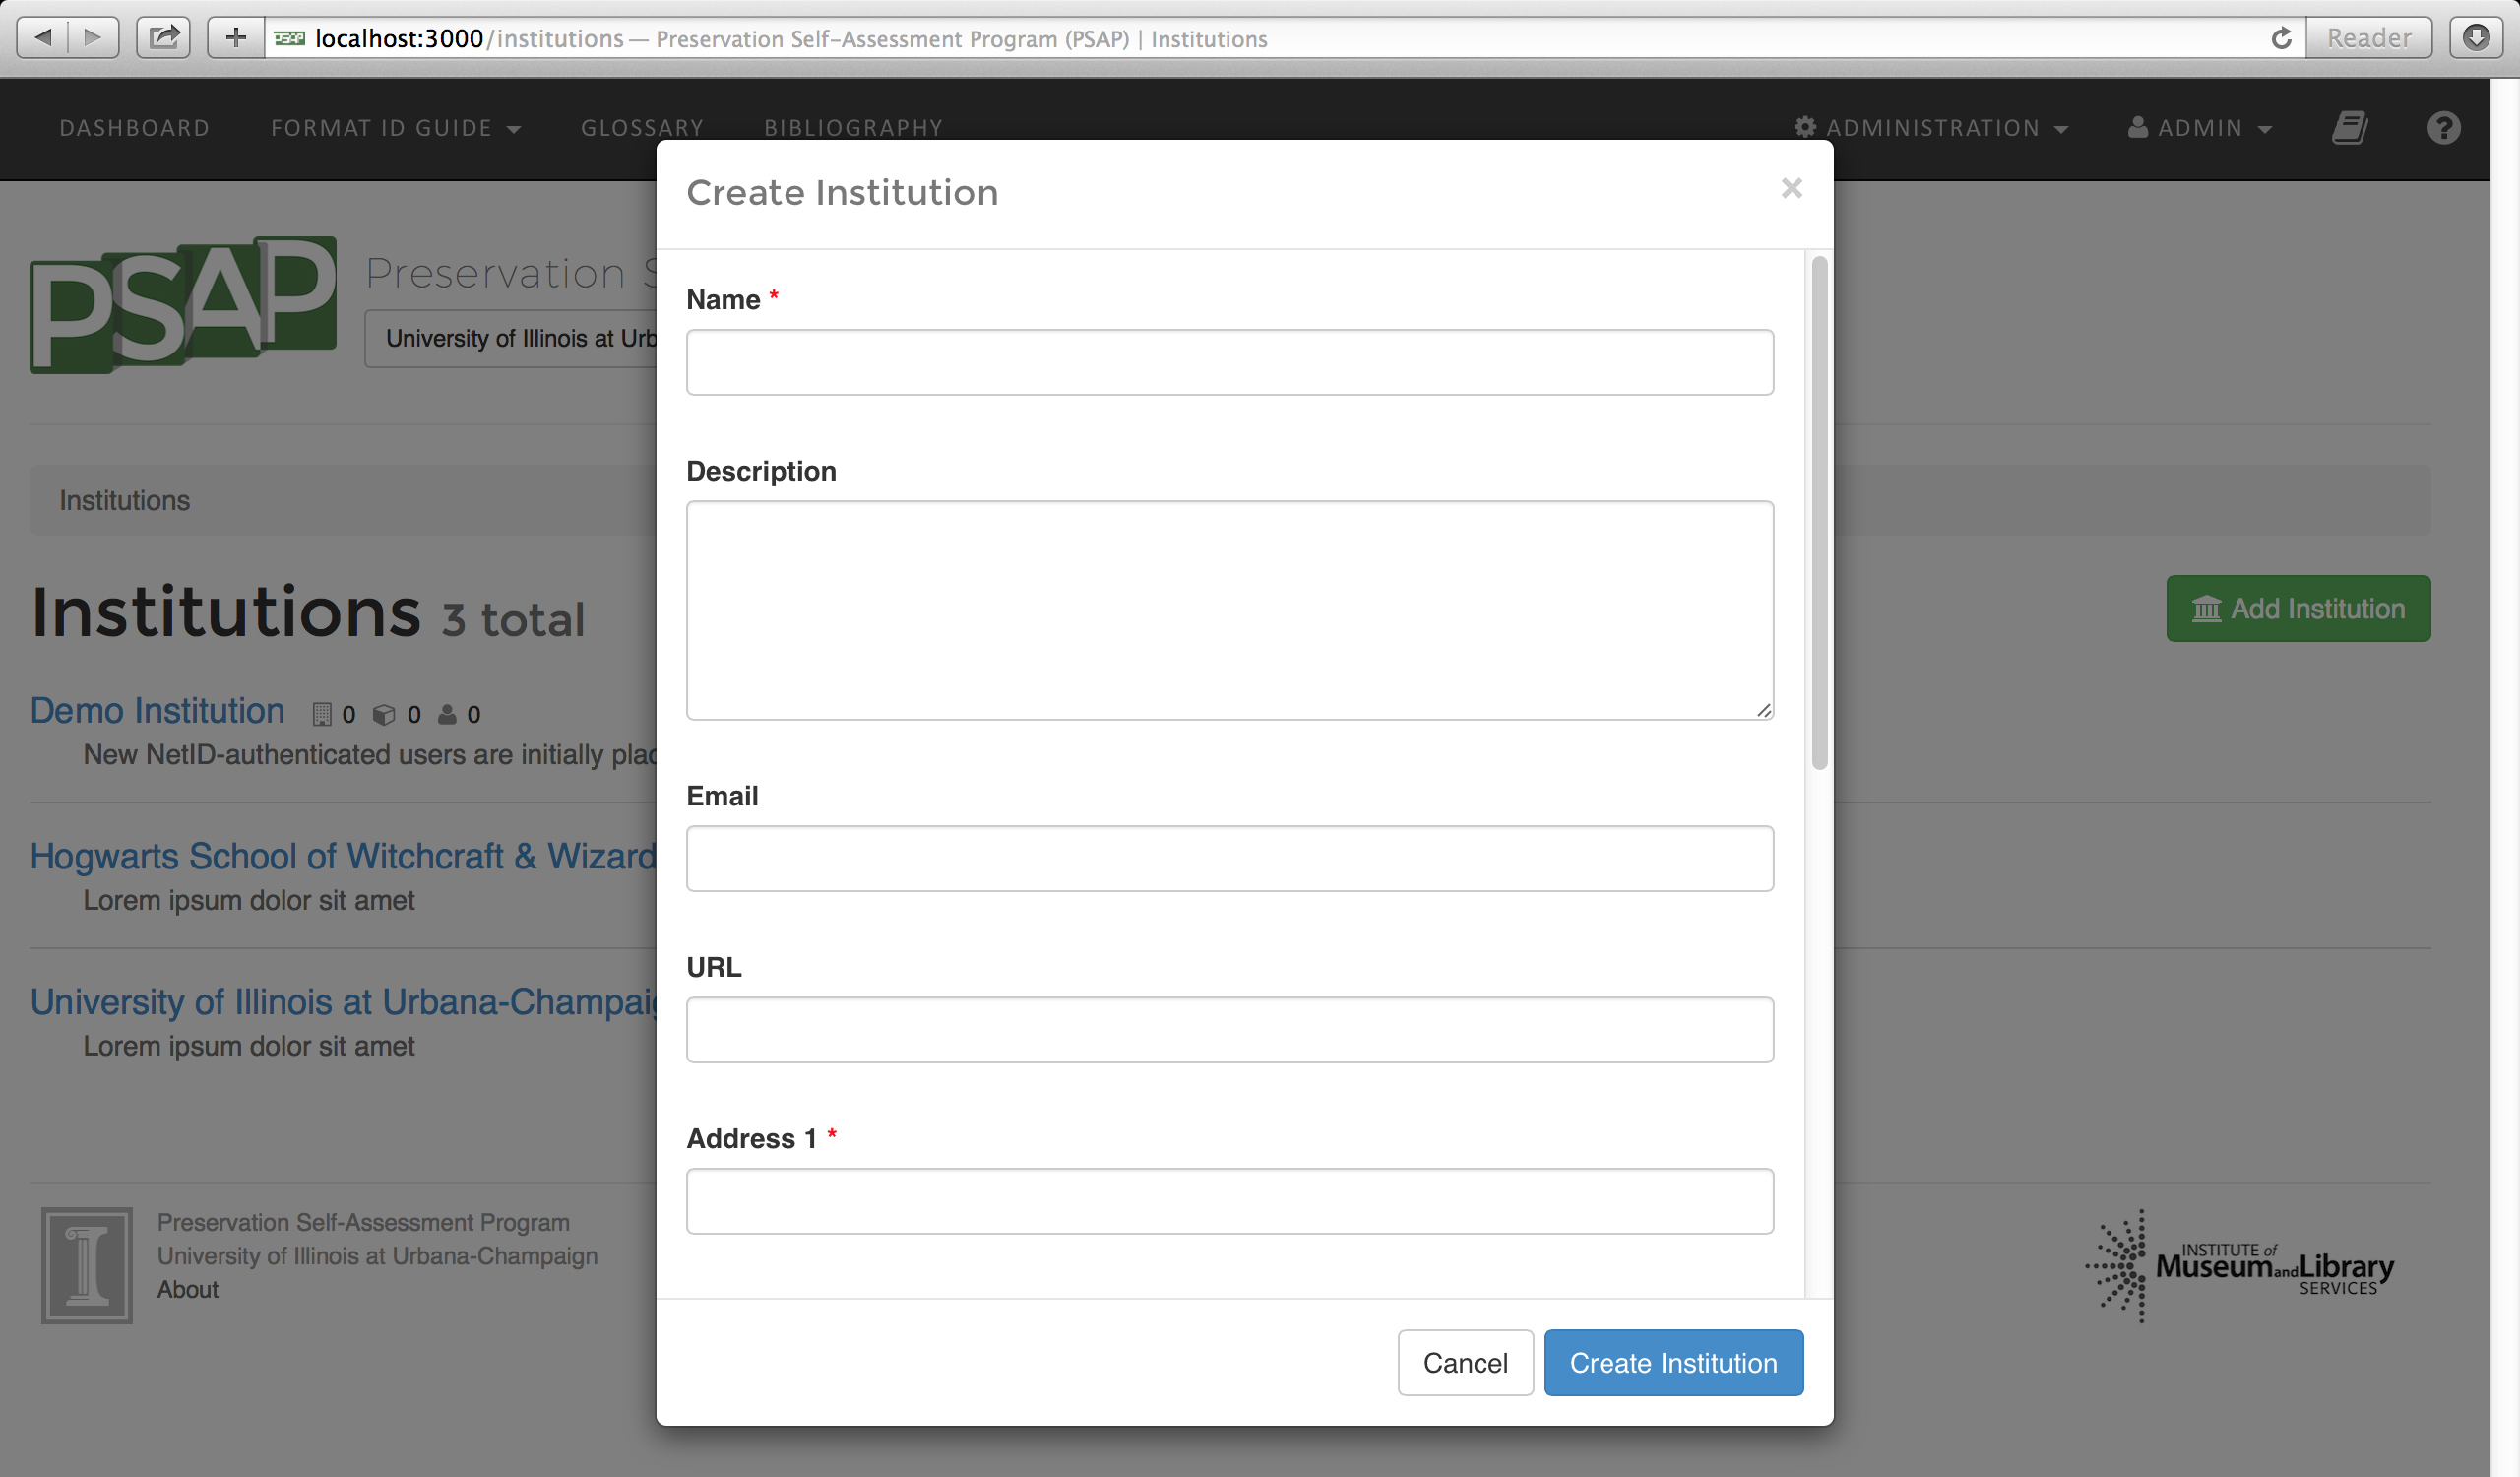 localhost:3000/institutions — Preservation Self-Assessment Program (PSAP) | Institutions
Reader
DASHBOARD
FORMAT ID GUIDE
GLOSSARY
BIBLIOGRAPHY
ADMINISTRATION
ADMIN
?
PSAP
Preservation
University of Illinois at Urb
Institutions
Institutions 3 total
Add Institution
Demo Institution 0 0 0
New NetID-authenticated users are initially plac
Hogwarts School of Witchcraft & Wizard
Lorem ipsum dolor sit amet
University of Illinois at Urbana-Champaig
Lorem ipsum dolor sit amet
Create Institution
×
Name *
Description
Email
URL
Address 1 *
Cancel
Create Institution
I
Preservation Self-Assessment Program
University of Illinois at Urbana-Champaign
About
INSTITUTE of
Museum and Library
SERVICES